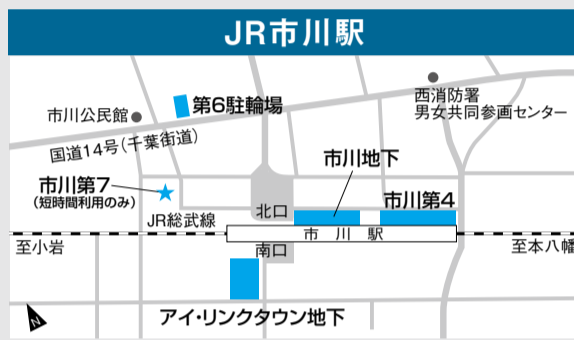 JR市川駅
市川公民館
第6駐輪場
西消防署
男女共同参画センター
国道14号(千葉街道)
市川地下
市川第7
(短時間利用のみ)
市川第4
JR総武線
北口
市川駅
至小岩
南口
至本八幡
アイ・リンクタウン地下
N